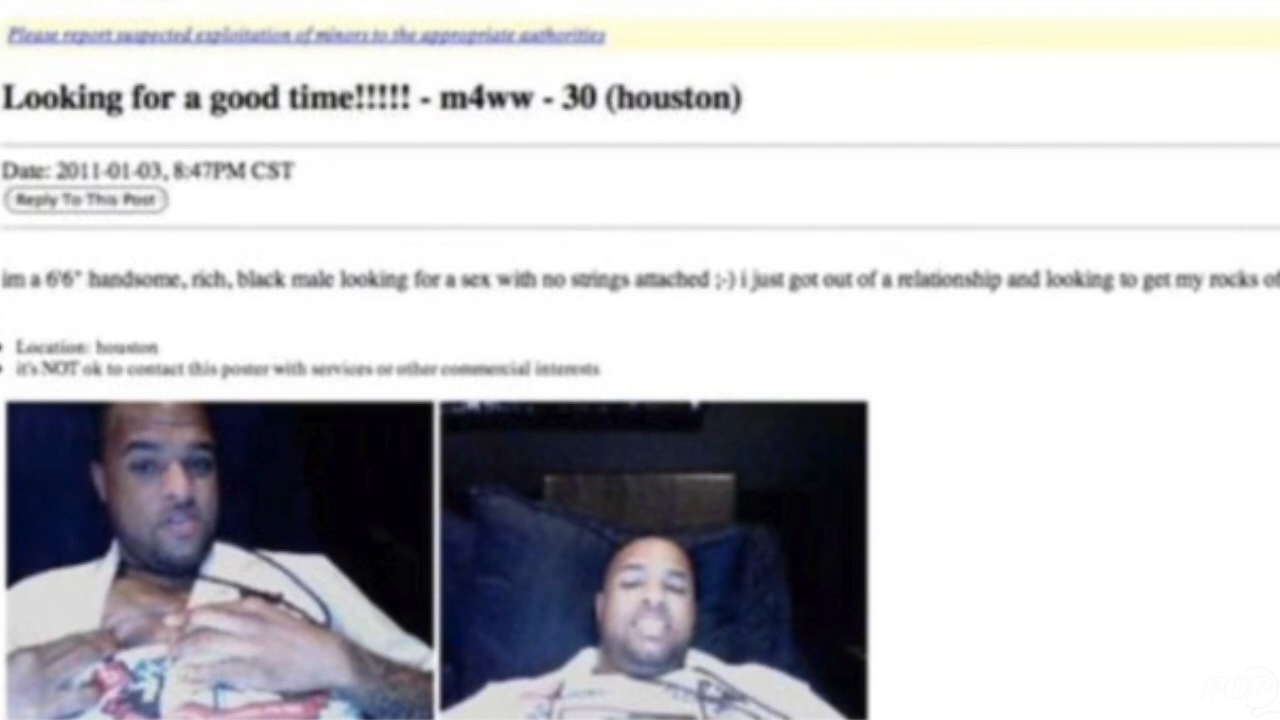 Please report suspected exploitation of minors to the appropriate authorities
Looking for a good time!!!!! - m4ww - 30 (houston)
Date: 2011-01-03, 8:47PM CST
Reply To This Post
im a 6'6" handsome, rich, black male looking for a sex with no strings attached ;-) i just got out of a relationship and looking to get my rocks of
Location: houston
it's NOT ok to contact this poster with services or other commercial interests
POP